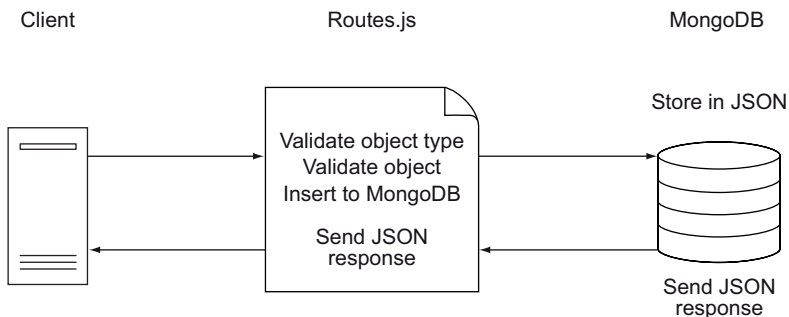 Client
Routes.js
MongoDB
Store in JSON
Validate object type
Validate object
Insert to MongoDB
Send JSON
response
Send JSON
response